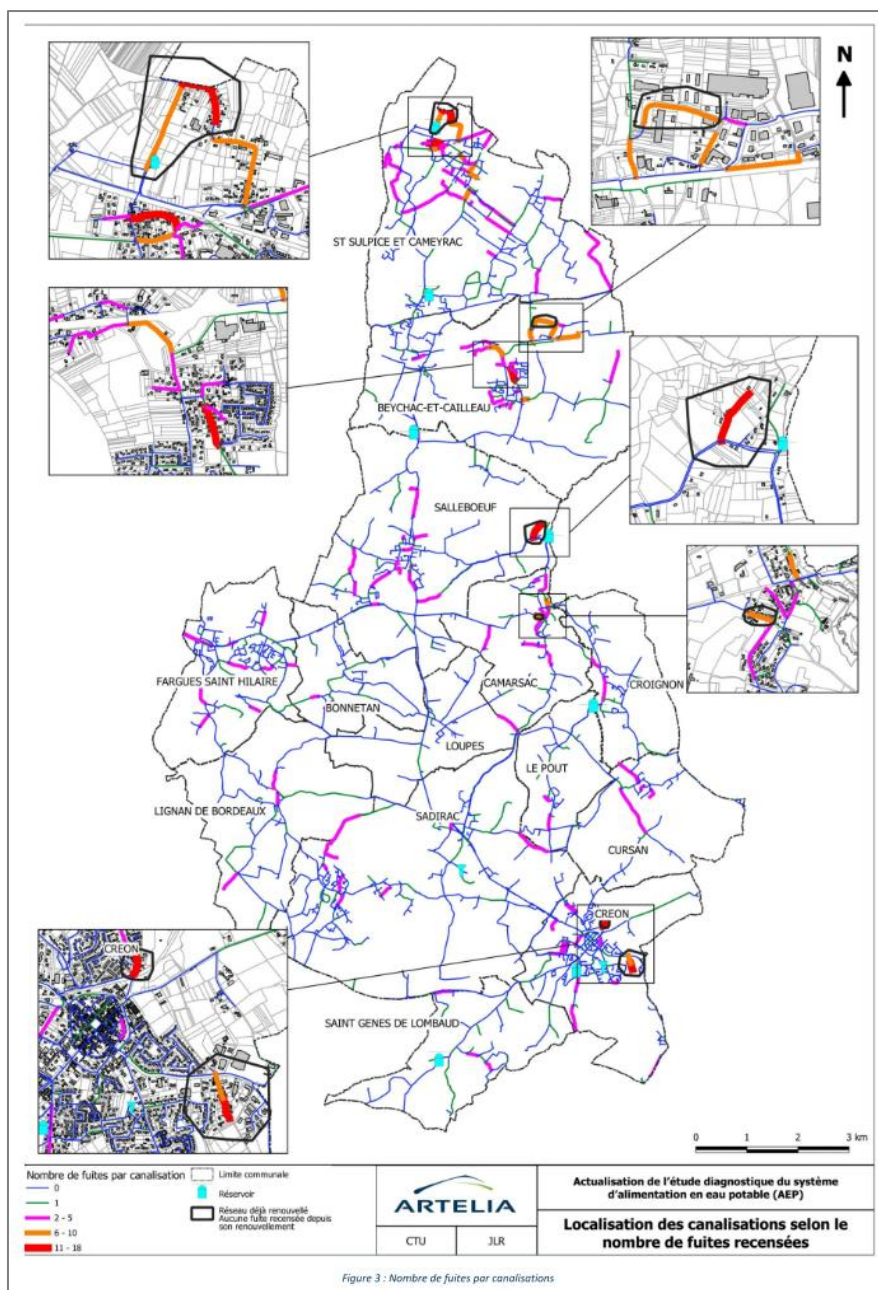 N
ST SULPICE ET CAMEYRAC
BEYCHAC-ET-CAILLEAU
SALLEBOEUF
FARGUES SAINT HILAIRE
CAMARSAC
CROIGNON
BONNETAN
LOUPES
LE POUT
LIGNAN DE BORDEAUX
SADIRAC
CURSAN
CREON
CREON
SAINT GENES DE LOMBAUD
0 1 2 3 km
Nombre de fuites par canalisation
0
1
2 - 5
6 - 10
11 - 18
Limite communale
Réservoir
Réseau déjà renouvellé
Aucune fuite recensée depuis
son renouvellement
ARTELIA
CTU
JLR
Actualisation de l'étude diagnostique du système
d'alimentation en eau potable (AEP)
Localisation des canalisations selon le
nombre de fuites recensées
Figure 3 : Nombre de fuites par canalisations